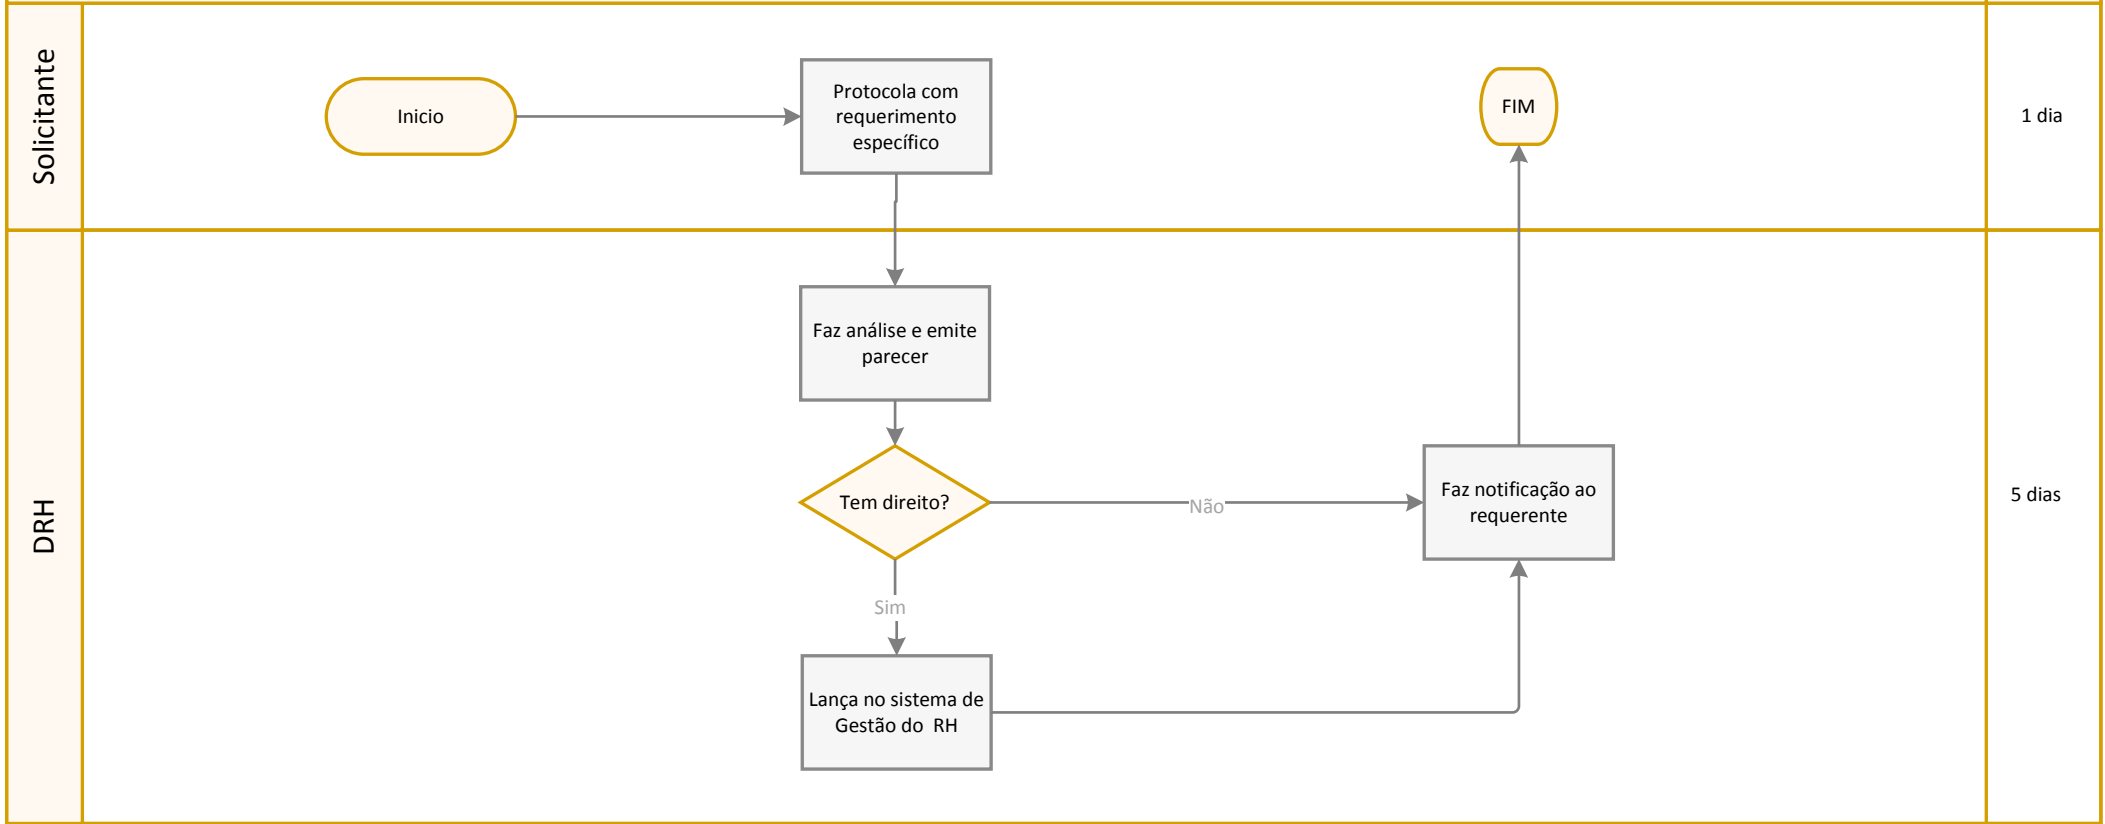 Solicitante
Inicio
Protocola com
requerimento
específico
FIM
1 dia
DRH
Faz análise e emite
parecer
Tem direito?
Não
Faz notificação ao
requerente
5 dias
Sim
Lança no sistema de
Gestão do  RH